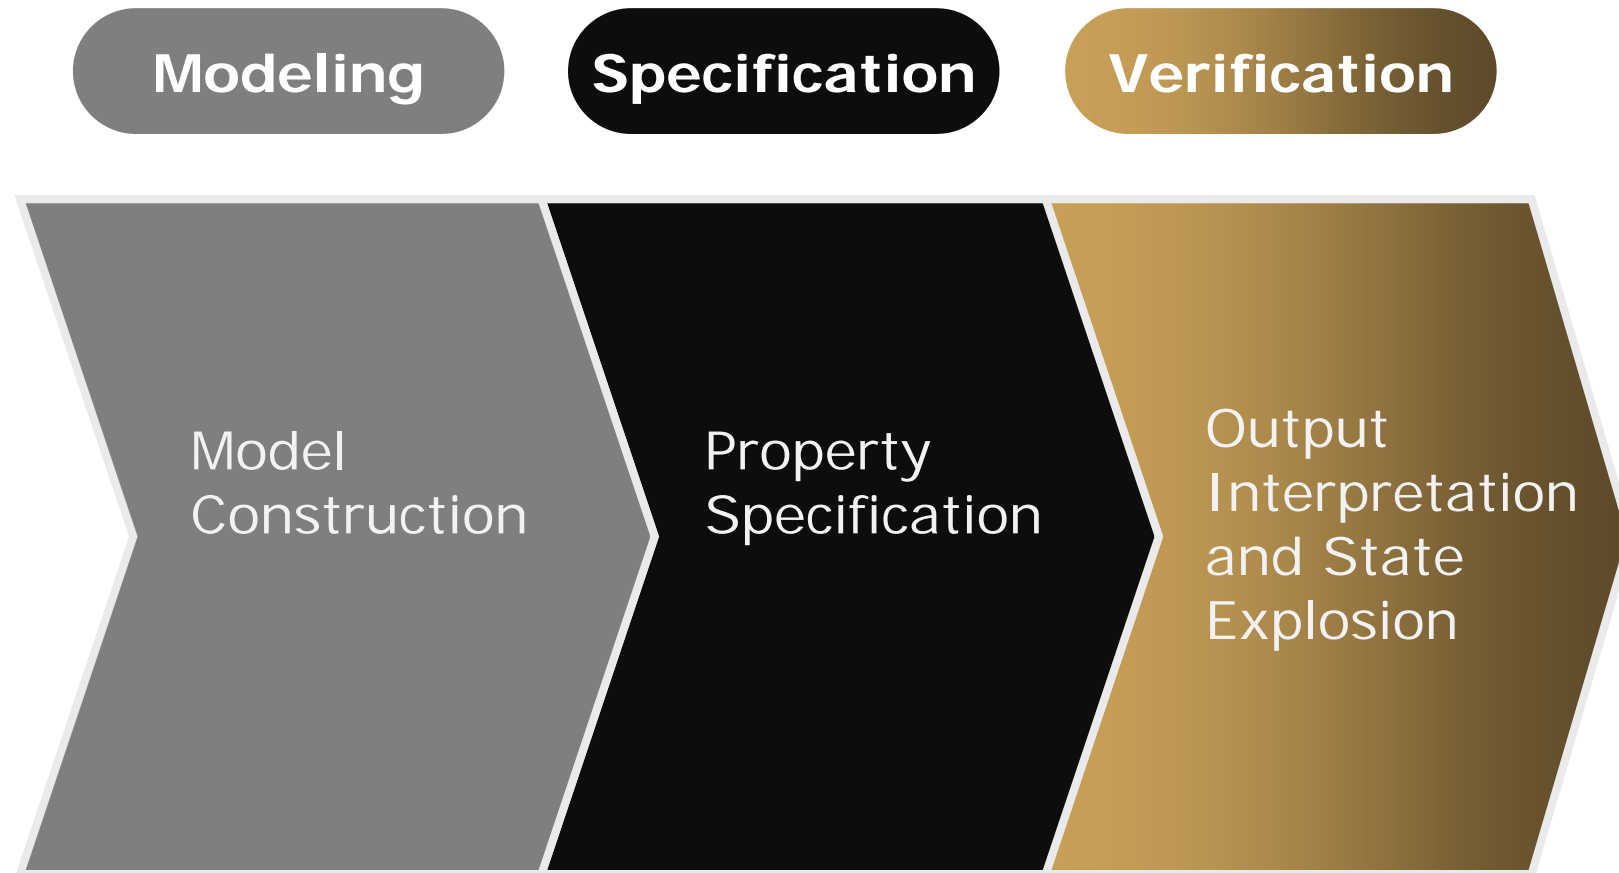 Modeling
Specification
Verification
Model
Construction
Property
Specification
Output
Interpretation
and State
Explosion